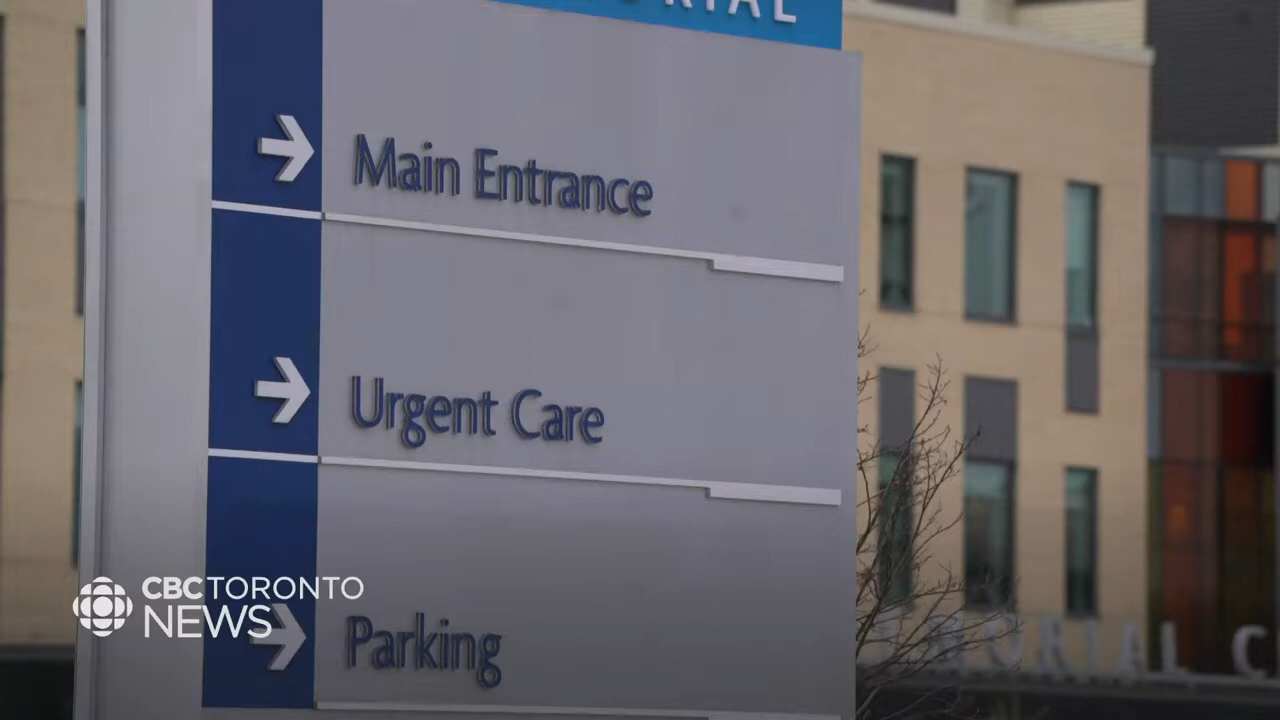 Main Entrance
Urgent Care
Parking
CBC TORONTO
NEWS